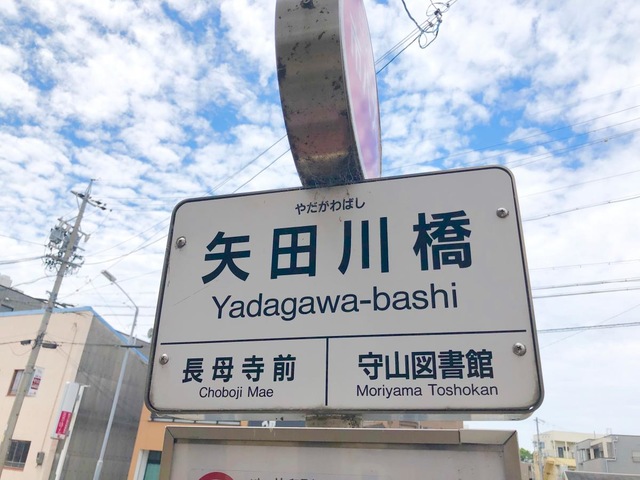 やだがわばし
矢田川橋
Yadagawa-bashi
長母寺前
Choboji Mae
守山図書館
Moriyama Toshokan